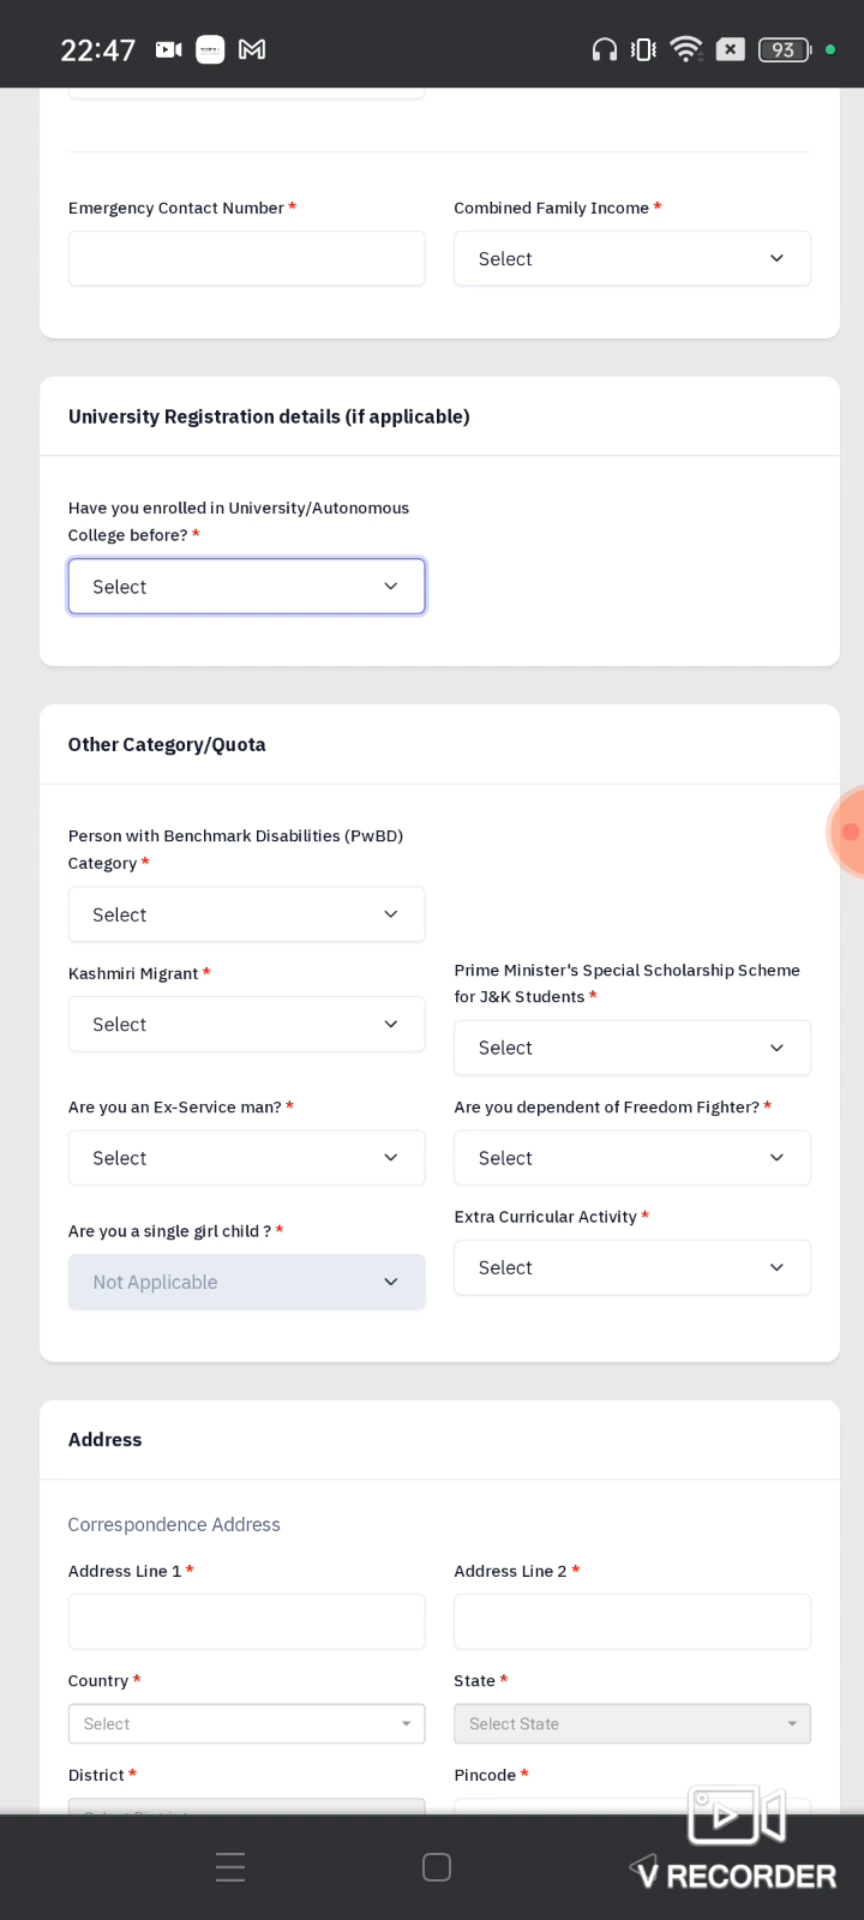 22:47
93
Emergency Contact Number *
Combined Family Income *
Select
University Registration details (if applicable)
Have you enrolled in University/Autonomous
College before? *
Select
Other Category/Quota
Person with Benchmark Disabilities (PwBD)
Category *
Select
Kashmiri Migrant *
Select
Prime Minister's Special Scholarship Scheme
for J&K Students *
Select
Are you an Ex-Service man? *
Select
Are you dependent of Freedom Fighter? *
Select
Are you a single girl child ? *
Not Applicable
Extra Curricular Activity *
Select
Address
Correspondence Address
Address Line 1 *
Address Line 2 *
Country *
Select
State *
Select State
District *
Pincode *
V RECORDER